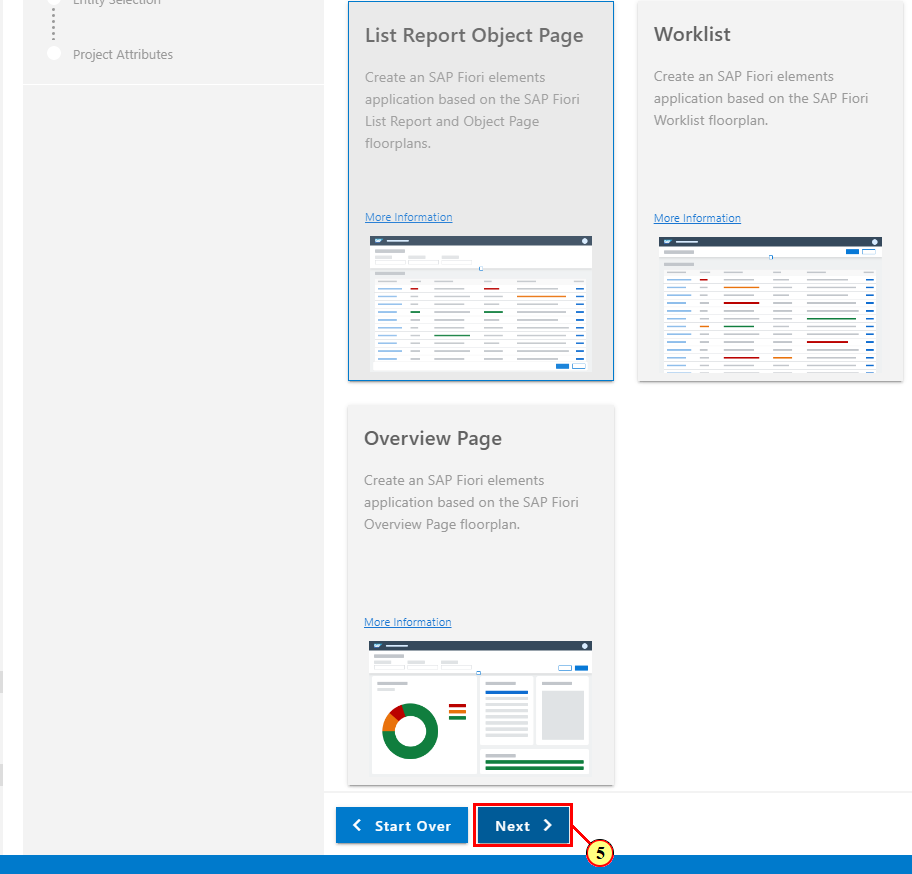 Entity Selection
Project Attributes
List Report Object Page
Create an SAP Fiori elements
application based on the SAP Fiori
List Report and Object Page
floorplans.
More Information
Worklist
Create an SAP Fiori elements
application based on the SAP Fiori
Worklist floorplan.
More Information
Overview Page
Create an SAP Fiori elements
application based on the SAP Fiori
Overview Page floorplan.
More Information
Start Over
Next
5